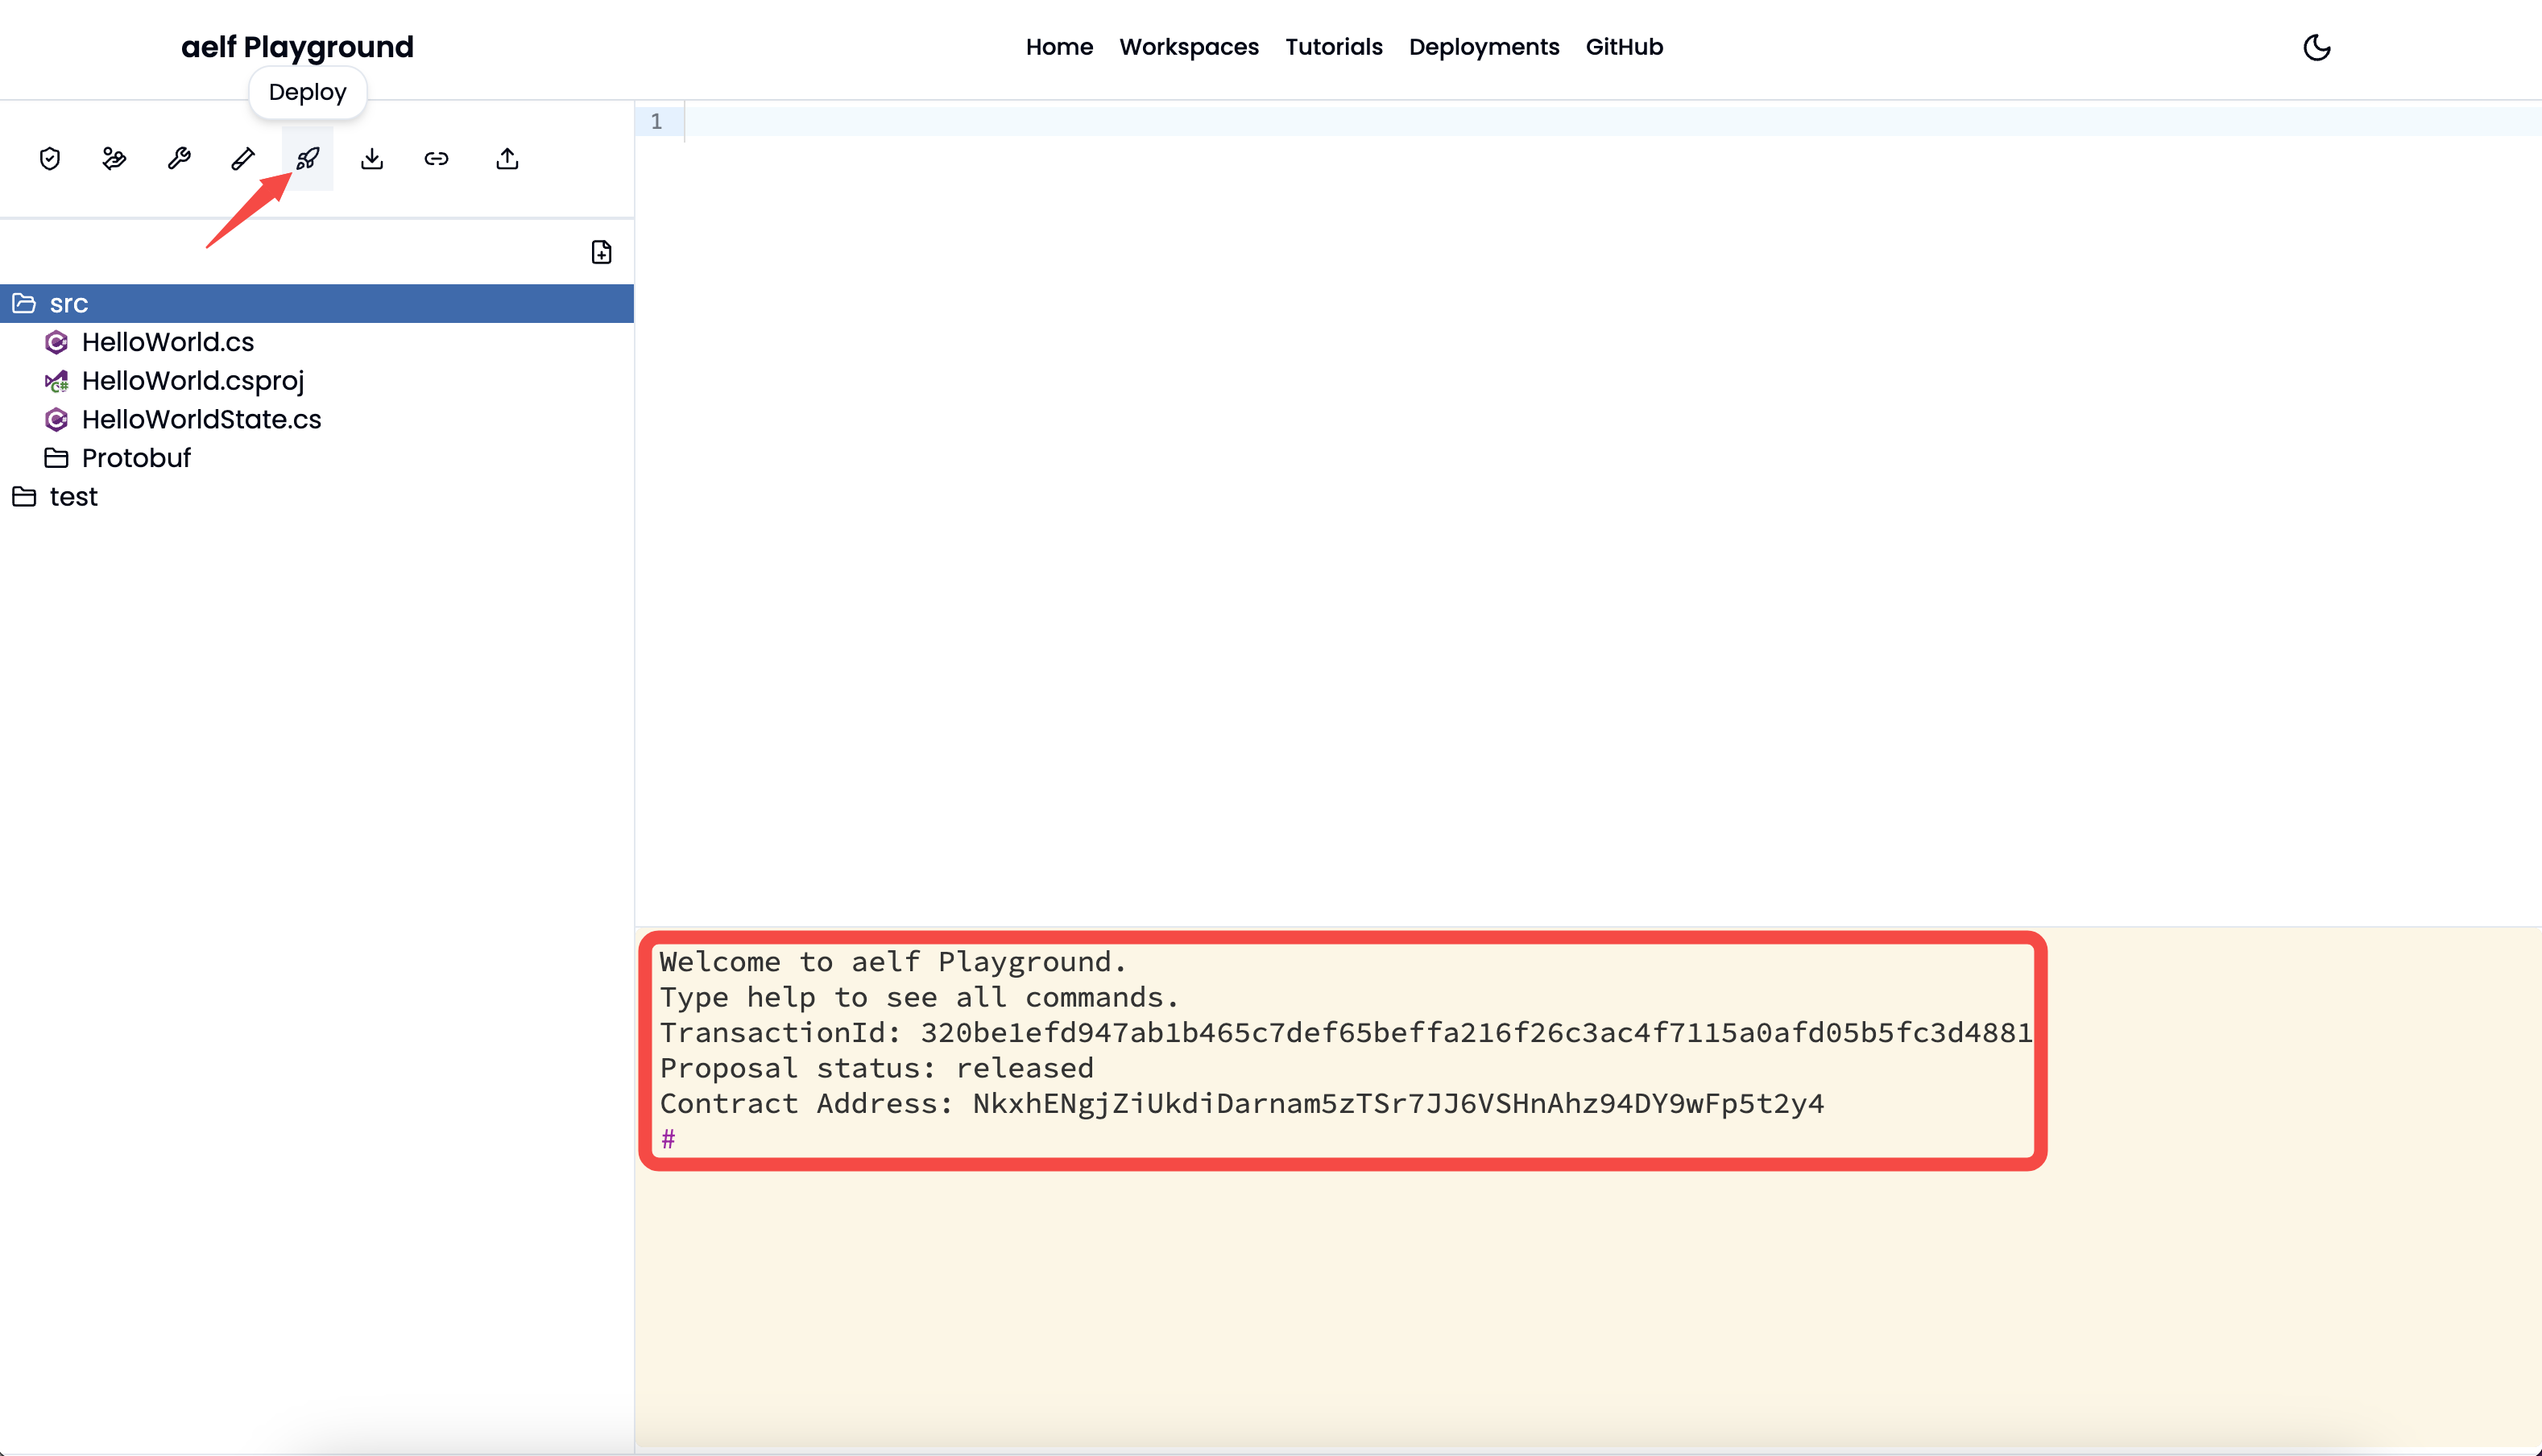 aelf Playground
Home Workspaces Tutorials Deployments GitHub
Deploy
1
src
HelloWorld.cs
HelloWorld.csproj
HelloWorldState.cs
Protobuf
test
Welcome to aelf Playground.
Type help to see all commands.
TransactionId: 320be1efd947ab1b465c7def65beffa216f26c3ac4f7115a0afd05b5fc3d4881
Proposal status: released
Contract Address: NkxhENgjZiUkdiDarnam5zTSr7JJ6VSHnAhz94DY9wFp5t2y4
#